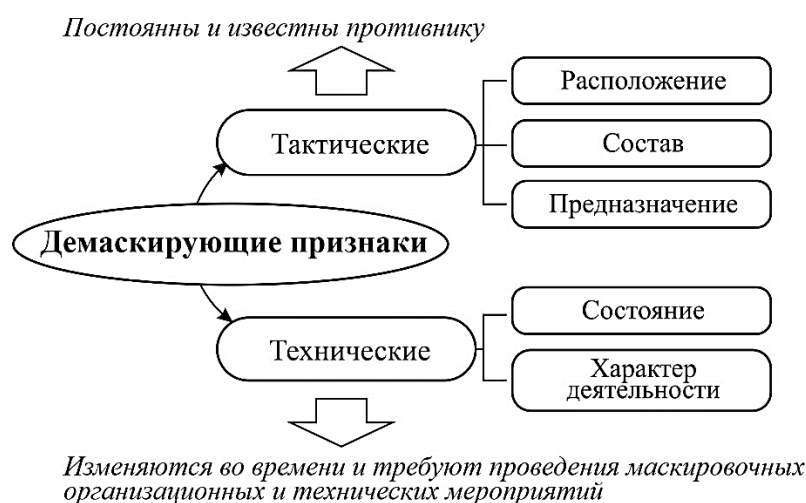 Постоянны и известны противнику
Тактические
Расположение
Состав
Предназначение
Демаскирующие признаки
Технические
Состояние
Характер
деятельности
Изменяются во времени и требуют проведения маскировочных
организационных и технических мероприятий